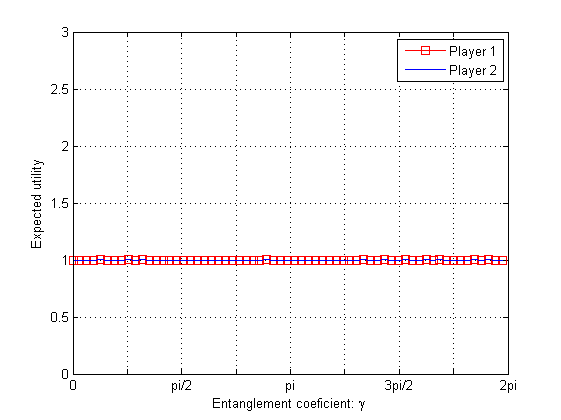 3
Player 1
Player 2
2.5
2
1.5
Expected utility
1
0.5
0
0 pi/2 pi 3pi/2 2pi
Entanglement coeficient: γ